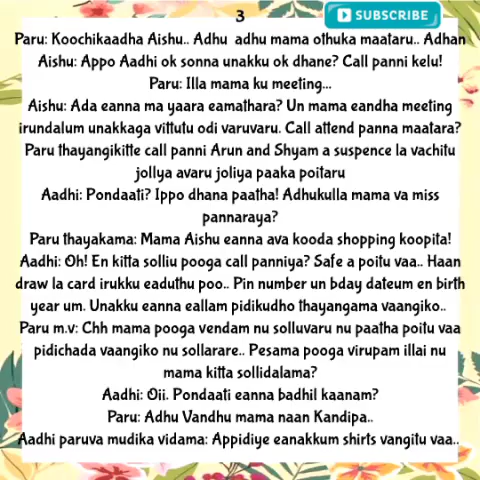 3
SUBSCRIBE
Paru: Koochikaadha Aishu.. Adhu adhu mama othuka maataru.. Adhan
Aishu: Appo Aadhi ok sonna unakku ok dhane? Call panni kelu!
Paru: Illa mama ku meeting...
Aishu: Ada eanna ma yaara eamathara? Un mama eandha meeting
irundalum unakkaga vittutu odi varuvaru. Call attend panna maatara?
Paru thayangikitte call panni Arun and Shyam a suspence la vachitu
jollya avaru joliya paaka poitaru
Aadhi: Pondaati? Ippo dhana paatha! Adhukulla mama va miss
pannaraya?
Paru thayakama: Mama Aishu eanna ava kooda shopping koopita!
Aadhi: Oh! En kitta solliu pooga call panniya? Safe a poitu vaa.. Haan
draw la card irukku eaduthu poo.. Pin number un bday dateum en birth
year um. Unakku eanna eallam pidikudho thayangama vaangiko..
Paru m.v: Chh mama pooga vendam nu solluvaru nu paatha poitu vaa
pidichada vaangiko nu sollarare.. Pesama pooga virupam illai nu
mama kitta sollidalama?
Aadhi: Oii. Pondaati eanna badhil kaanam?
Paru: Adhu Vandhu mama naan Kandipa..
Aadhi paruva mudika vidama: Appidiye eanakkum shirts vangitu vaa..